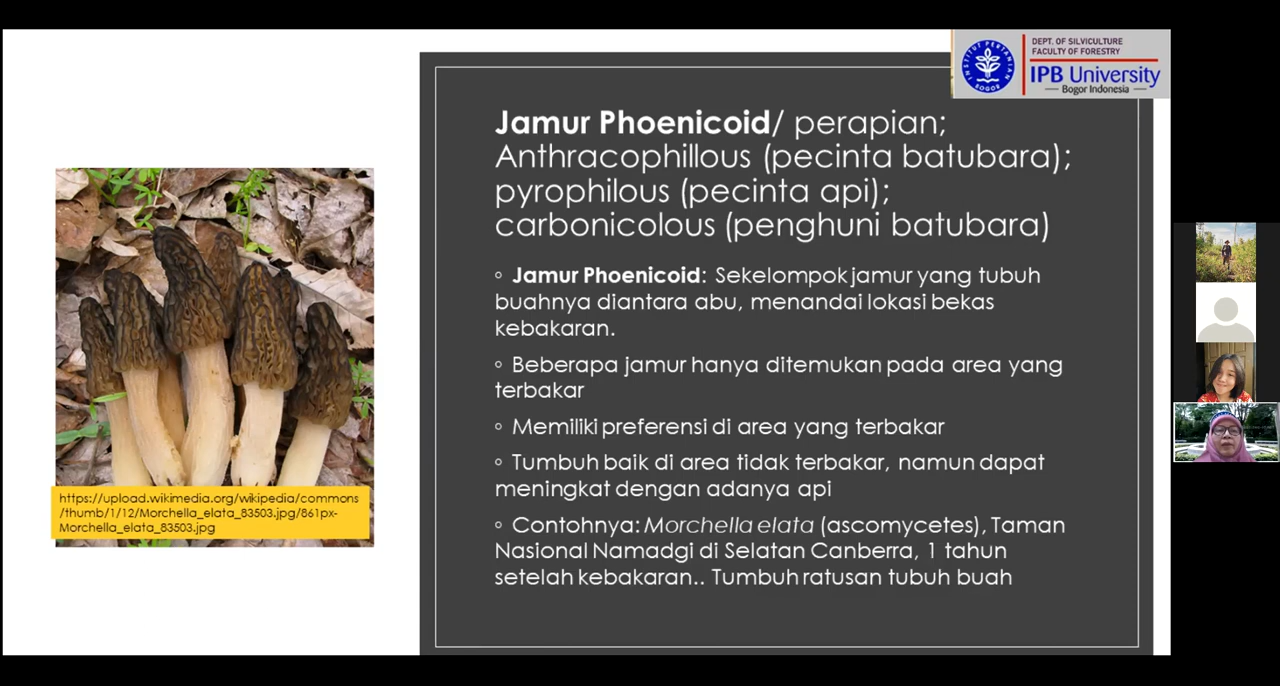 DEPT. OF SILVICULTURE
FACULTY OF FORESTRY
IPB University
Bogor Indonesia
INSTITUT PERTANIAN
BOGOR
Jamur Phoenicoid/ perapian;
Anthracophillous (pecinta batubara);
pyrophilous (pecinta api);
carbonicolous (penghuni batubara)
Jamur Phoenicoid: Sekelompok jamur yang tubuh
buahnya diantara abu, menandai lokasi bekas
kebakaran.
Beberapa jamur hanya ditemukan pada area yang
terbakar
Memiliki preferensi di area yang terbakar
Tumbuh baik di area tidak terbakar, namun dapat
meningkat dengan adanya api
Contohnya: Morchella elata (ascomycetes), Taman
Nasional Namadgi di Selatan Canberra, 1 tahun
setelah kebakaran.. Tumbuh ratusan tubuh buah
https://upload.wikimedia.org/wikipedia/commons
/thumb/1/12/Morchella_elata_83503.jpg/861px-
Morchella_elata_83503.jpg